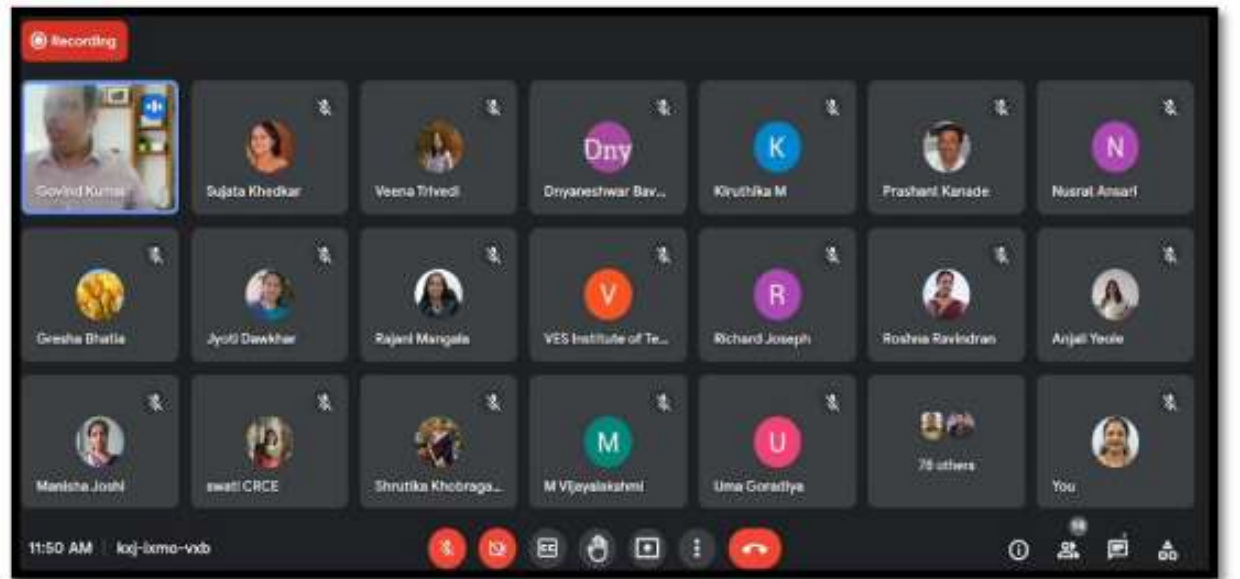 Recording
Govind Kumar
Sujata Khedkar
Veena Trivedi
Dny
Dnyaneshwar Bav...
K
Kiruthika M
Prashant Kanade
N
Nusrat Ansari
Gresha Bhatia
Jyoti Dawkhar
Rajani Mangala
V
VES Institute of Te...
R
Richard Joseph
Roshna Ravindran
Anjali Yeole
Manisha Joshi
swati CRCE
Shrutika Khobraga...
M
M Vijayalakshmi
U
Uma Goradiya
78 others
You
11:50 AM | kxj-ixmo-vxb